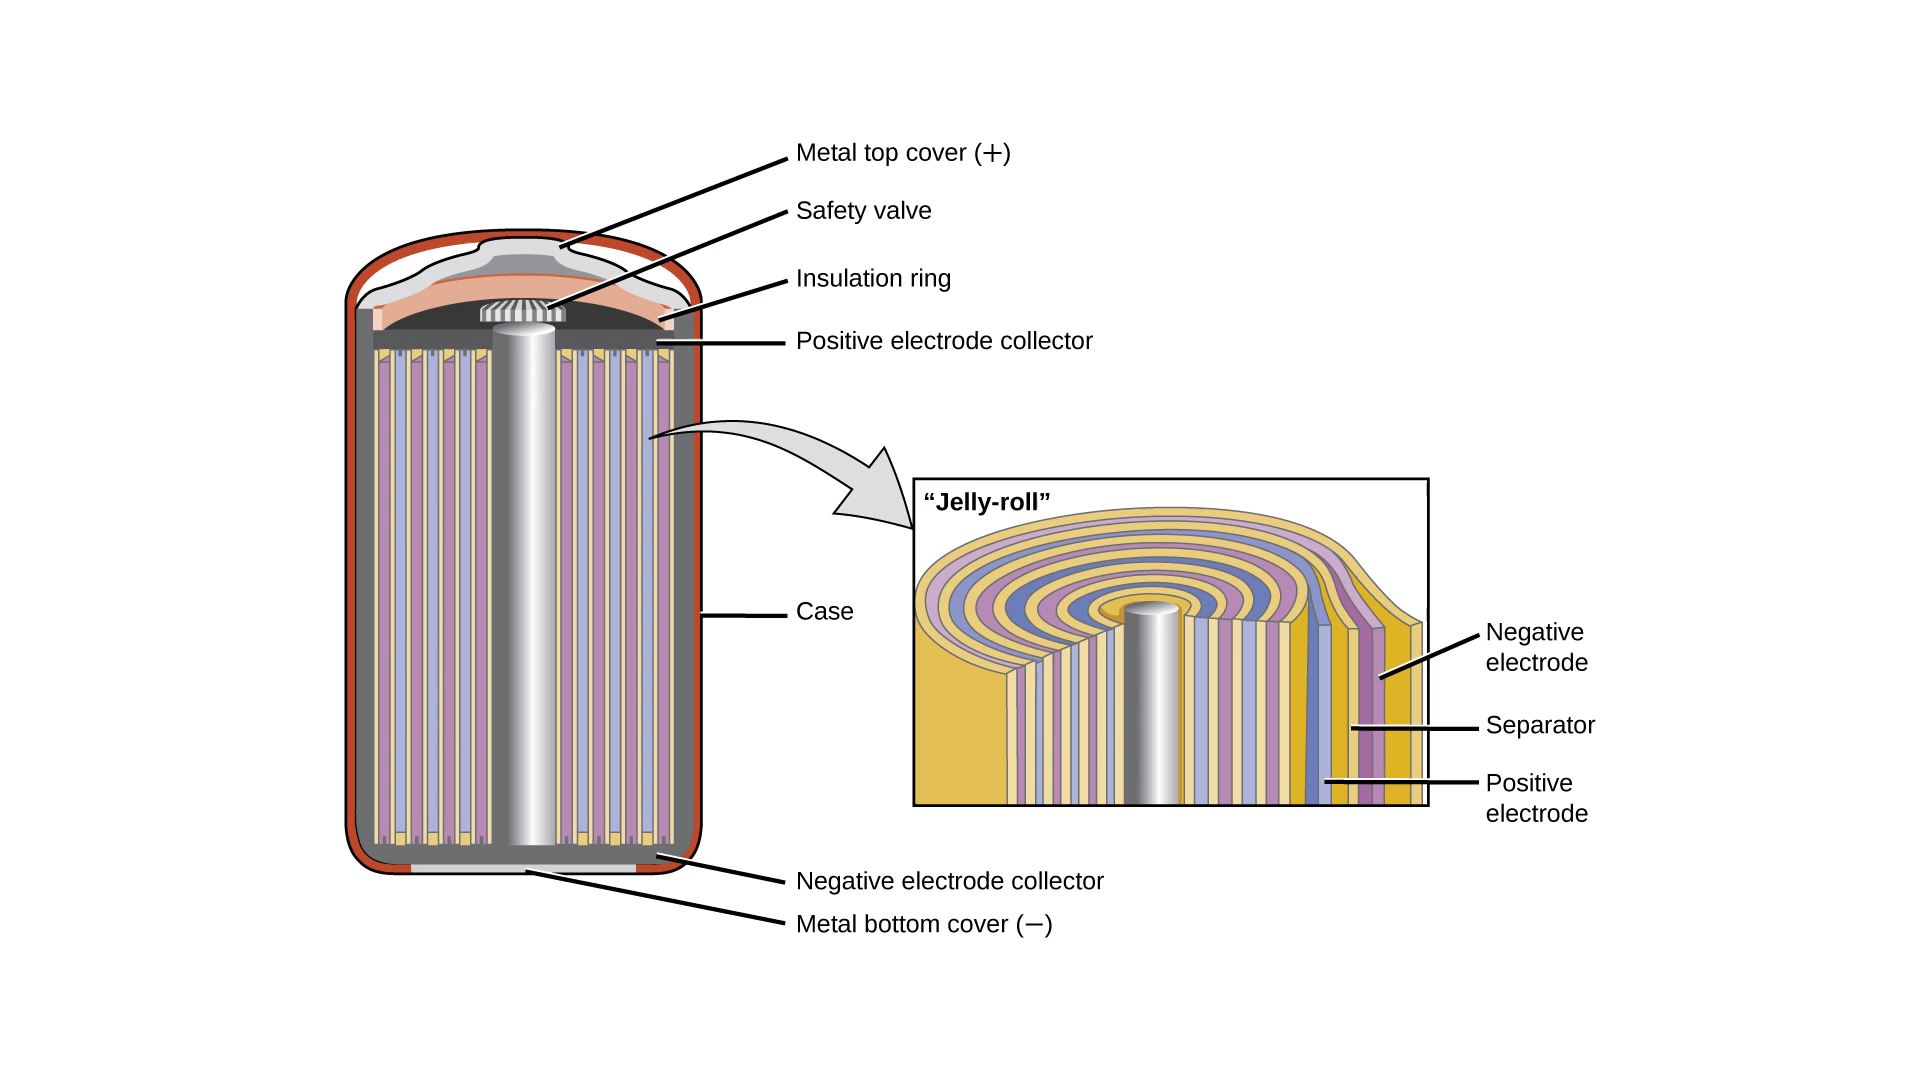 Metal top cover (+)
Safety valve
Insulation ring
Positive electrode collector
Case
“Jelly-roll”
Negative
electrode
Separator
Positive
electrode
Negative electrode collector
Metal bottom cover (−)